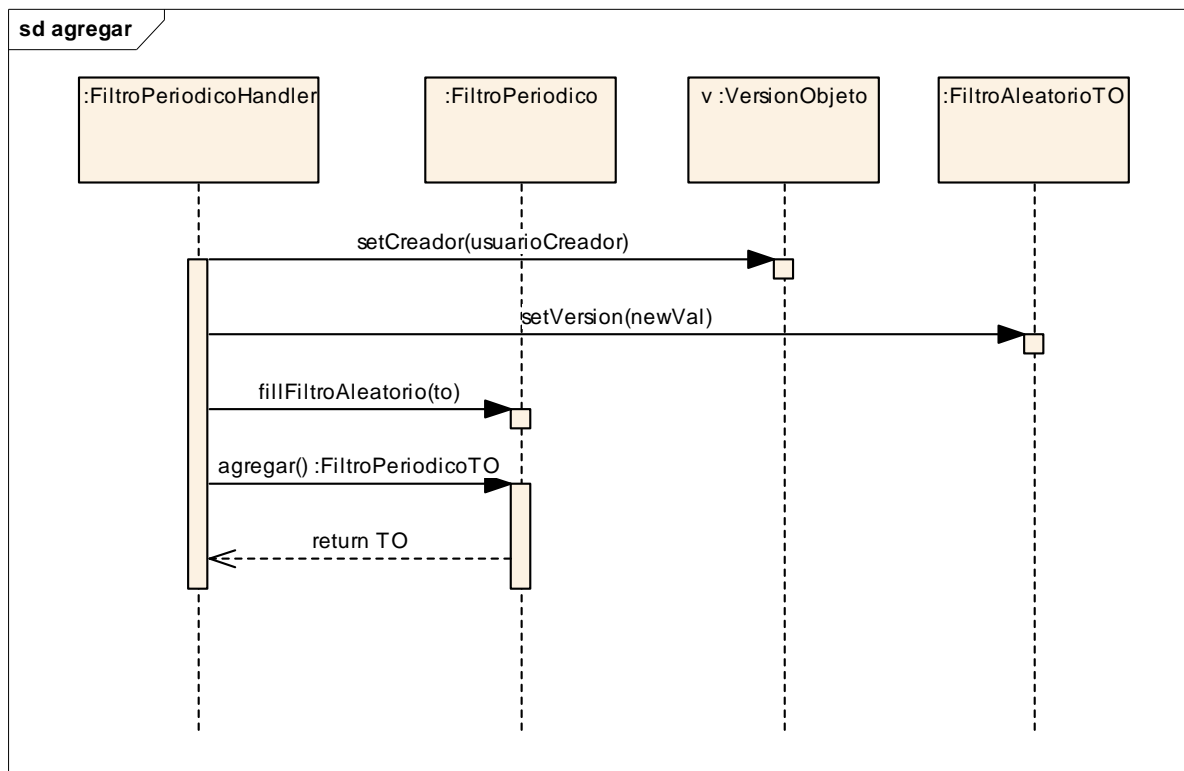 sd agregar
:FiltroPeriodicoHandler
:FiltroPeriodico
v :VersionObjeto
:FiltroAleatorioTO
setCreador(usuarioCreador)
setVersion(newVal)
fillFiltroAleatorio(to)
agregar() :FiltroPeriodicoTO
return TO